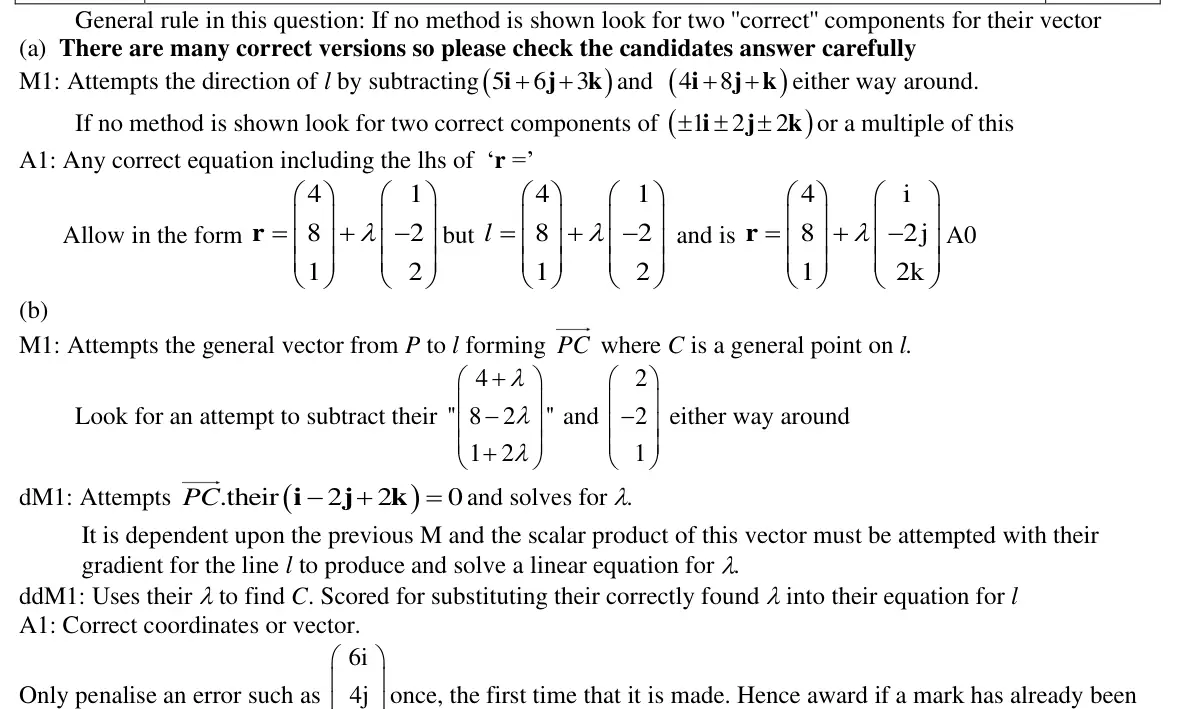 General rule in this question: If no method is shown look for two "correct" components for their vector
(a) There are many correct versions so please check the candidates answer carefully
M1: Attempts the direction of l by subtracting (5i + 6j + 3k) and (4i + 8j + k) either way around.
If no method is shown look for two correct components of (±1i ± 2j ± 2k) or a multiple of this
A1: Any correct equation including the lhs of ‘r =’
Allow in the form r = (4 8 1) + λ (1 −2 2) but l = (4 8 1) + λ (1 −2 2) and is r = (4 8 1) + λ (i −2j 2k) A0
(b)
M1: Attempts the general vector from P to l forming PC where C is a general point on l.
Look for an attempt to subtract their "(4 + λ 8 − 2λ 1 + 2λ)" and (2 −2 1) either way around
dM1: Attempts PC.their (i − 2j + 2k) = 0 and solves for λ.
It is dependent upon the previous M and the scalar product of this vector must be attempted with their
gradient for the line l to produce and solve a linear equation for λ.
ddM1: Uses their λ to find C. Scored for substituting their correctly found λ into their equation for l
A1: Correct coordinates or vector.
Only penalise an error such as (6i 4j once, the first time that it is made. Hence award if a mark has already been